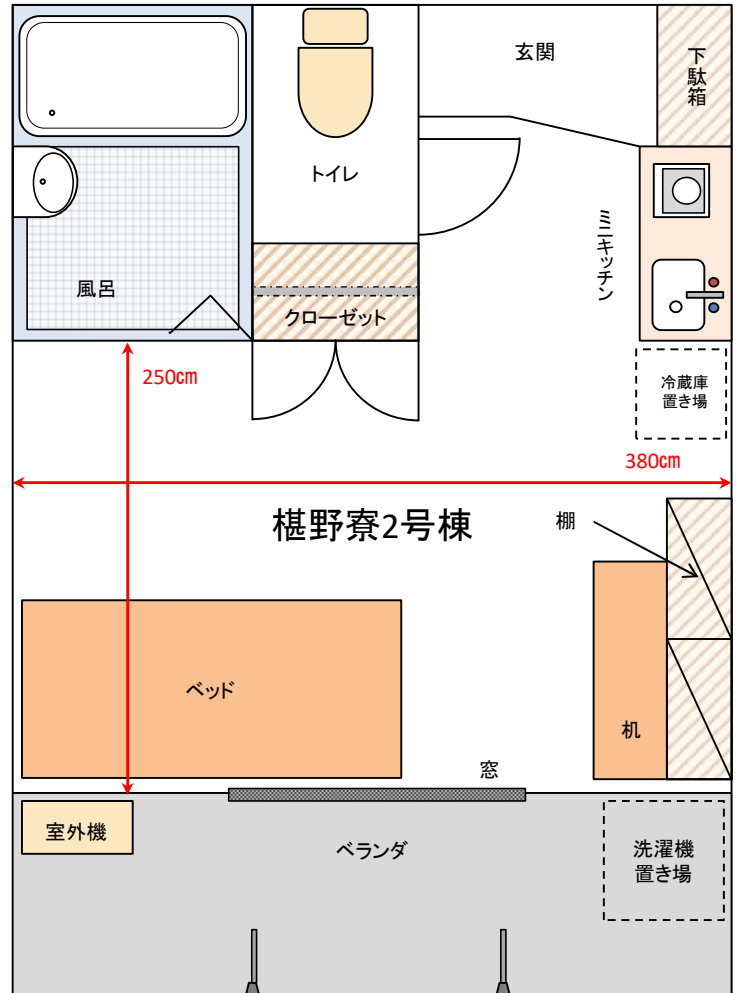 玄関
下駄箱
トイレ
ミニキッチン
風呂
クローゼット
250cm
冷蔵庫
置き場
380cm
椹野寮2号棟
棚
ベッド
机
窓
室外機
ベランダ
洗濯機
置き場